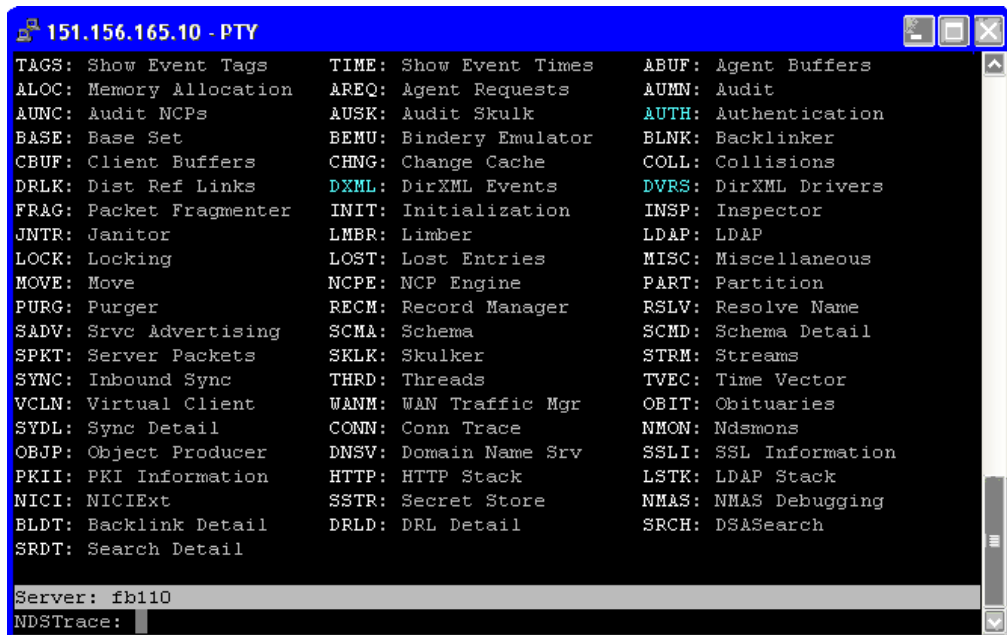 151.156.165.10 - PTY
TAGS: Show Event Tags TIME: Show Event Times ABUF: Agent Buffers
ALOC: Memory Allocation AREQ: Agent Requests AUMN: Audit
AUNC: Audit NCPs AUSK: Audit Skulk AUTH: Authentication
BASE: Base Set BEMU: Bindery Emulator BLNK: Backlinker
CBUF: Client Buffers CHNG: Change Cache COLL: Collisions
DRLK: Dist Ref Links DXML: DirXML Events DVRS: DirXML Drivers
FRAG: Packet Fragmenter INIT: Initialization INSP: Inspector
JNTR: Janitor LMBR: Limber LDAP: LDAP
LOCK: Locking LOST: Lost Entries MISC: Miscellaneous
MOVE: Move NCPE: NCP Engine PART: Partition
PURG: Purger RECM: Record Manager RSLV: Resolve Name
SADV: Srvc Advertising SCMA: Schema SCMD: Schema Detail
SPKT: Server Packets SKLK: Skulker STRM: Streams
SYNC: Inbound Sync THRD: Threads TVEC: Time Vector
VCLN: Virtual Client WANM: WAN Traffic Mgr OBIT: Obituaries
SYDL: Sync Detail CONN: Conn Trace NMON: Ndsmons
OBJP: Object Producer DNSV: Domain Name Srv SSLI: SSL Information
PKII: PKI Information HTTP: HTTP Stack LSTK: LDAP Stack
NICI: NICIExt SSTR: Secret Store NMAS: NMAS Debugging
BLDT: Backlink Detail DRLD: DRL Detail SRCH: DSASearch
SRDT: Search Detail
Server: fb110
NDSTrace: